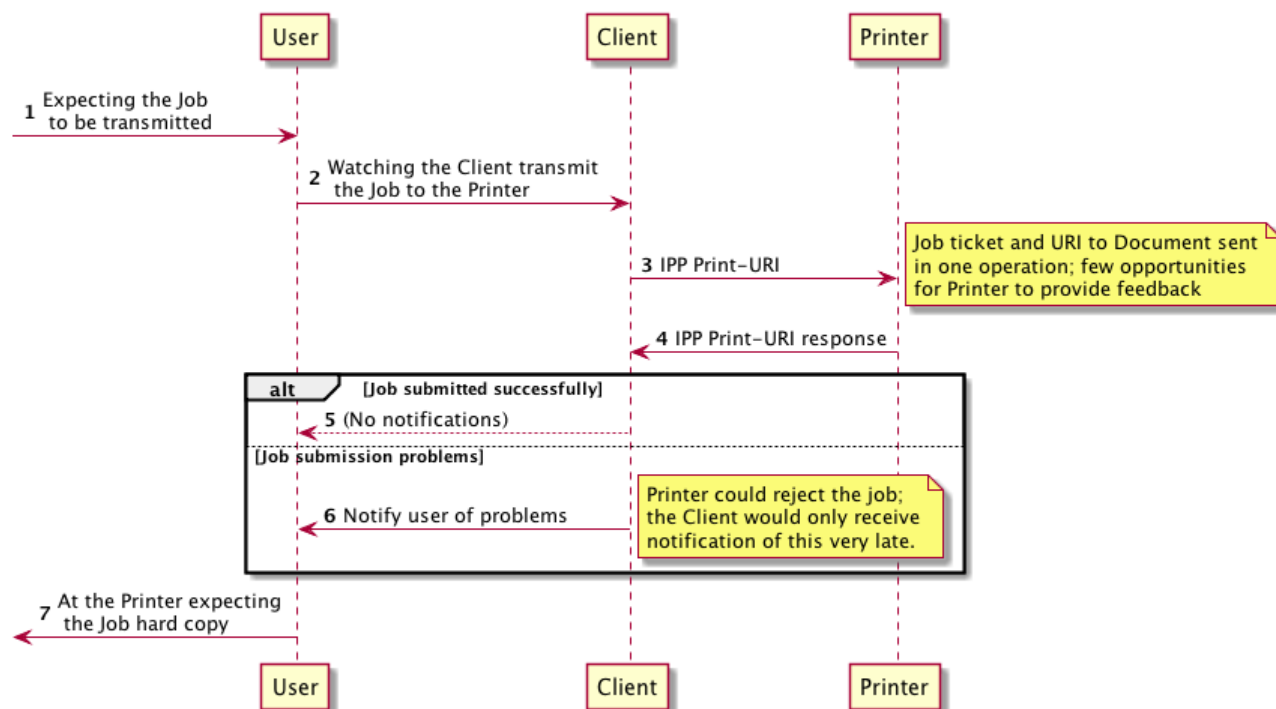 User
Client
Printer
1 Expecting the Job
to be transmitted
2 Watching the Client transmit
the Job to the Printer
3 IPP Print-URI
Job ticket and URI to Document sent
in one operation; few opportunities
for Printer to provide feedback
4 IPP Print-URI response
alt [Job submitted successfully]
5 (No notifications)
[Job submission problems]
6 Notify user of problems
Printer could reject the job;
the Client would only receive
notification of this very late.
7 At the Printer expecting
the Job hard copy
User
Client
Printer